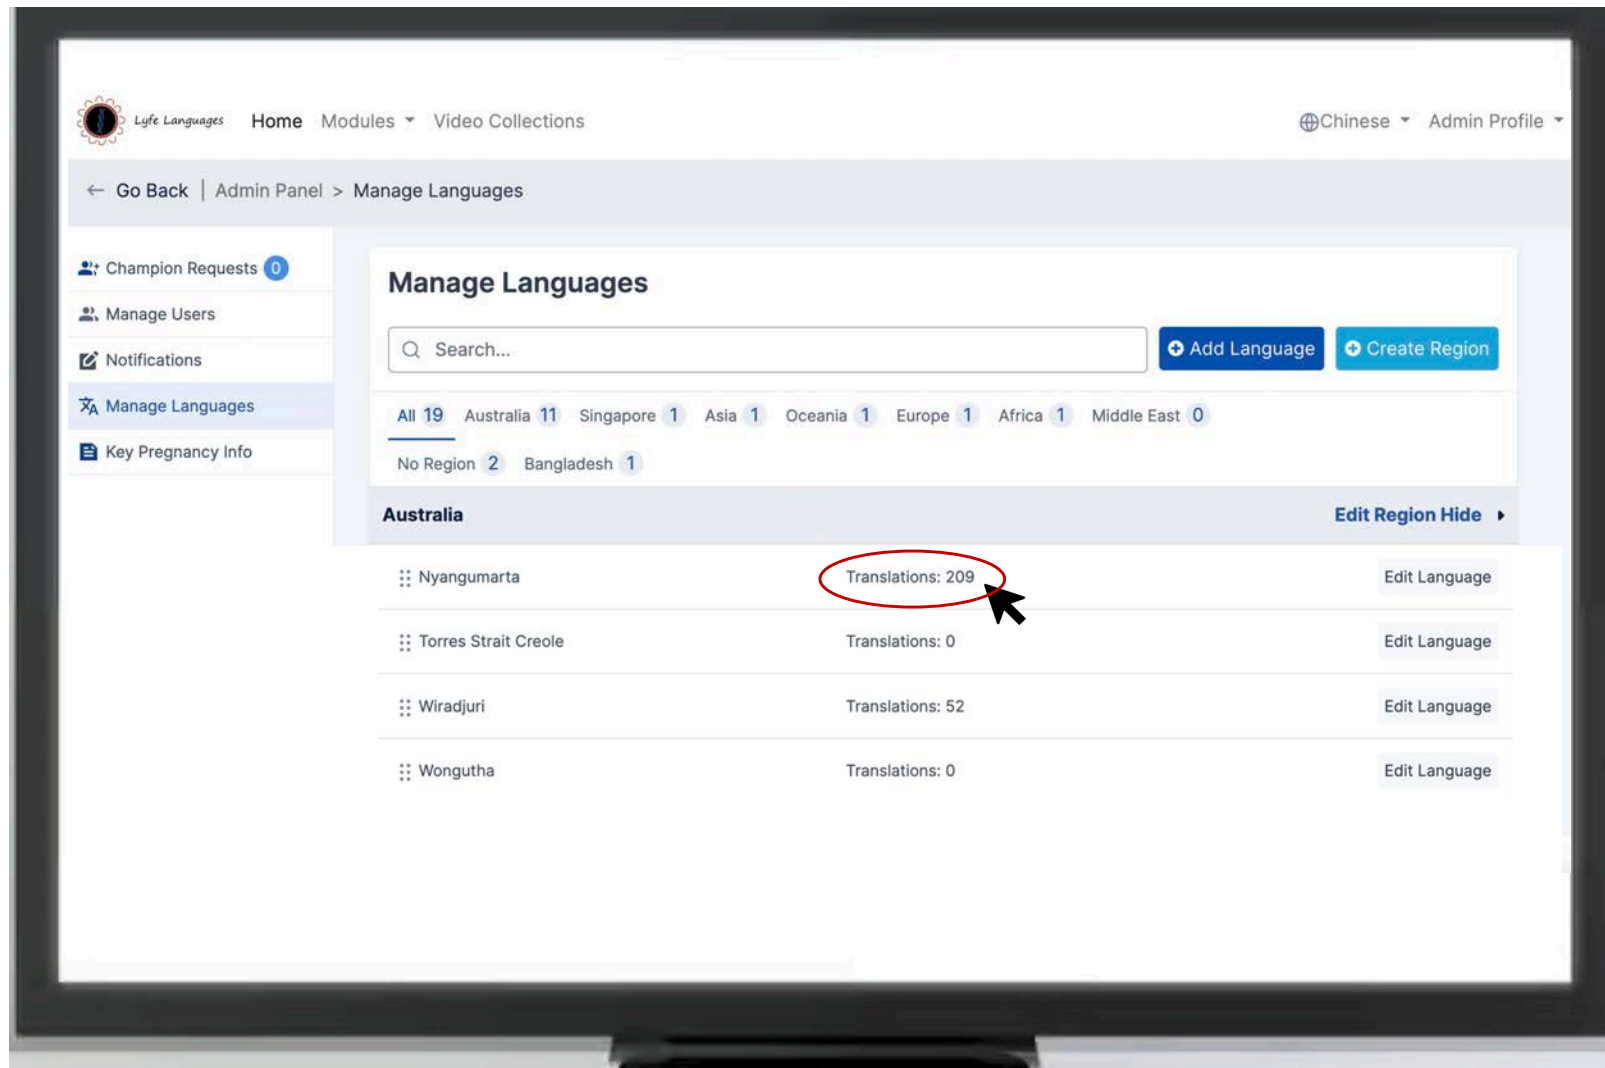 Lyfe Languages Home Modules Video Collections Chinese Admin Profile
← Go Back | Admin Panel > Manage Languages
Champion Requests 0
Manage Users
Notifications
Manage Languages
Key Pregnancy Info
Manage Languages
Search... Add Language Create Region
All 19 Australia 11 Singapore 1 Asia 1 Oceania 1 Europe 1 Africa 1 Middle East 0
No Region 2 Bangladesh 1
Australia Edit Region Hide
Nyangumarta Translations: 209 Edit Language
Torres Strait Creole Translations: 0 Edit Language
Wiradjuri Translations: 52 Edit Language
Wongutha Translations: 0 Edit Language